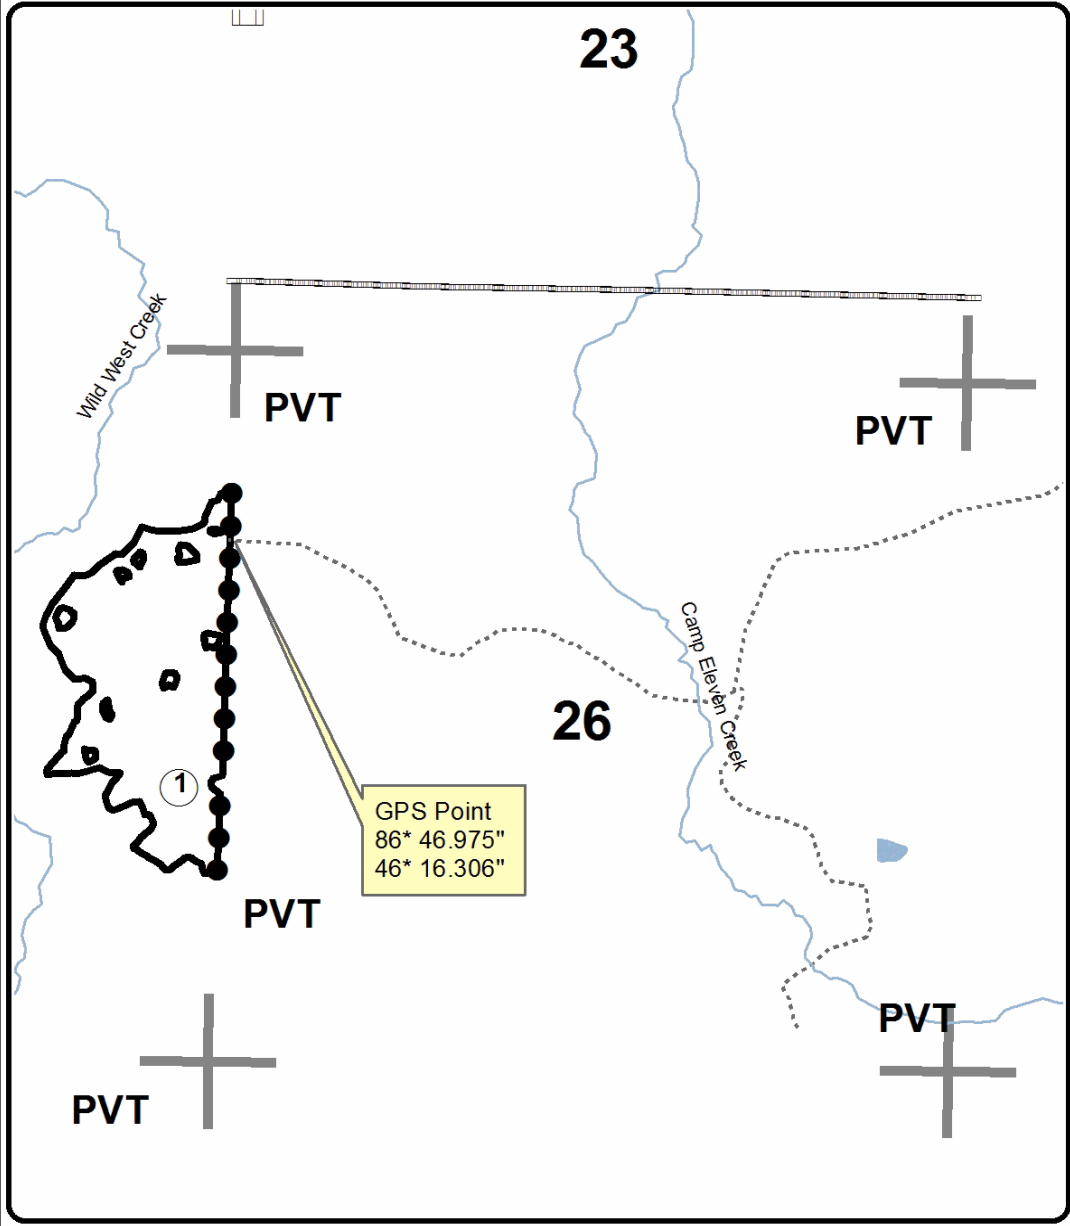 23
Wild West Creek
PVT
PVT
Camp Eleven Creek
26
1
GPS Point
86* 46.975"
46* 16.306"
PVT
PVT
PVT